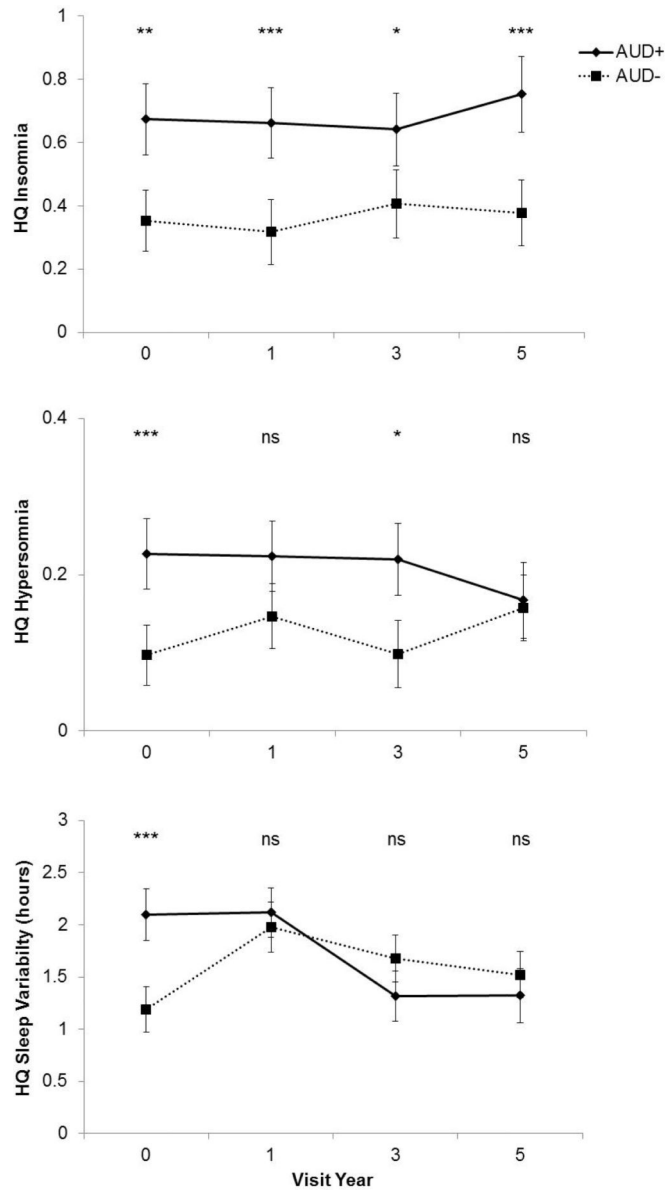 1
** *** * ***
AUD+
AUD-
0.8
0.6
0.4
0.2
0
HQ Insomnia
0 1 3 5
0.4
*** ns * ns
0.2
0
HQ Hypersomnia
0 1 3 5
3
*** ns ns ns
2.5
2
1.5
1
0.5
0
HQ Sleep Variabilty (hours)
0 1 3 5
Visit Year